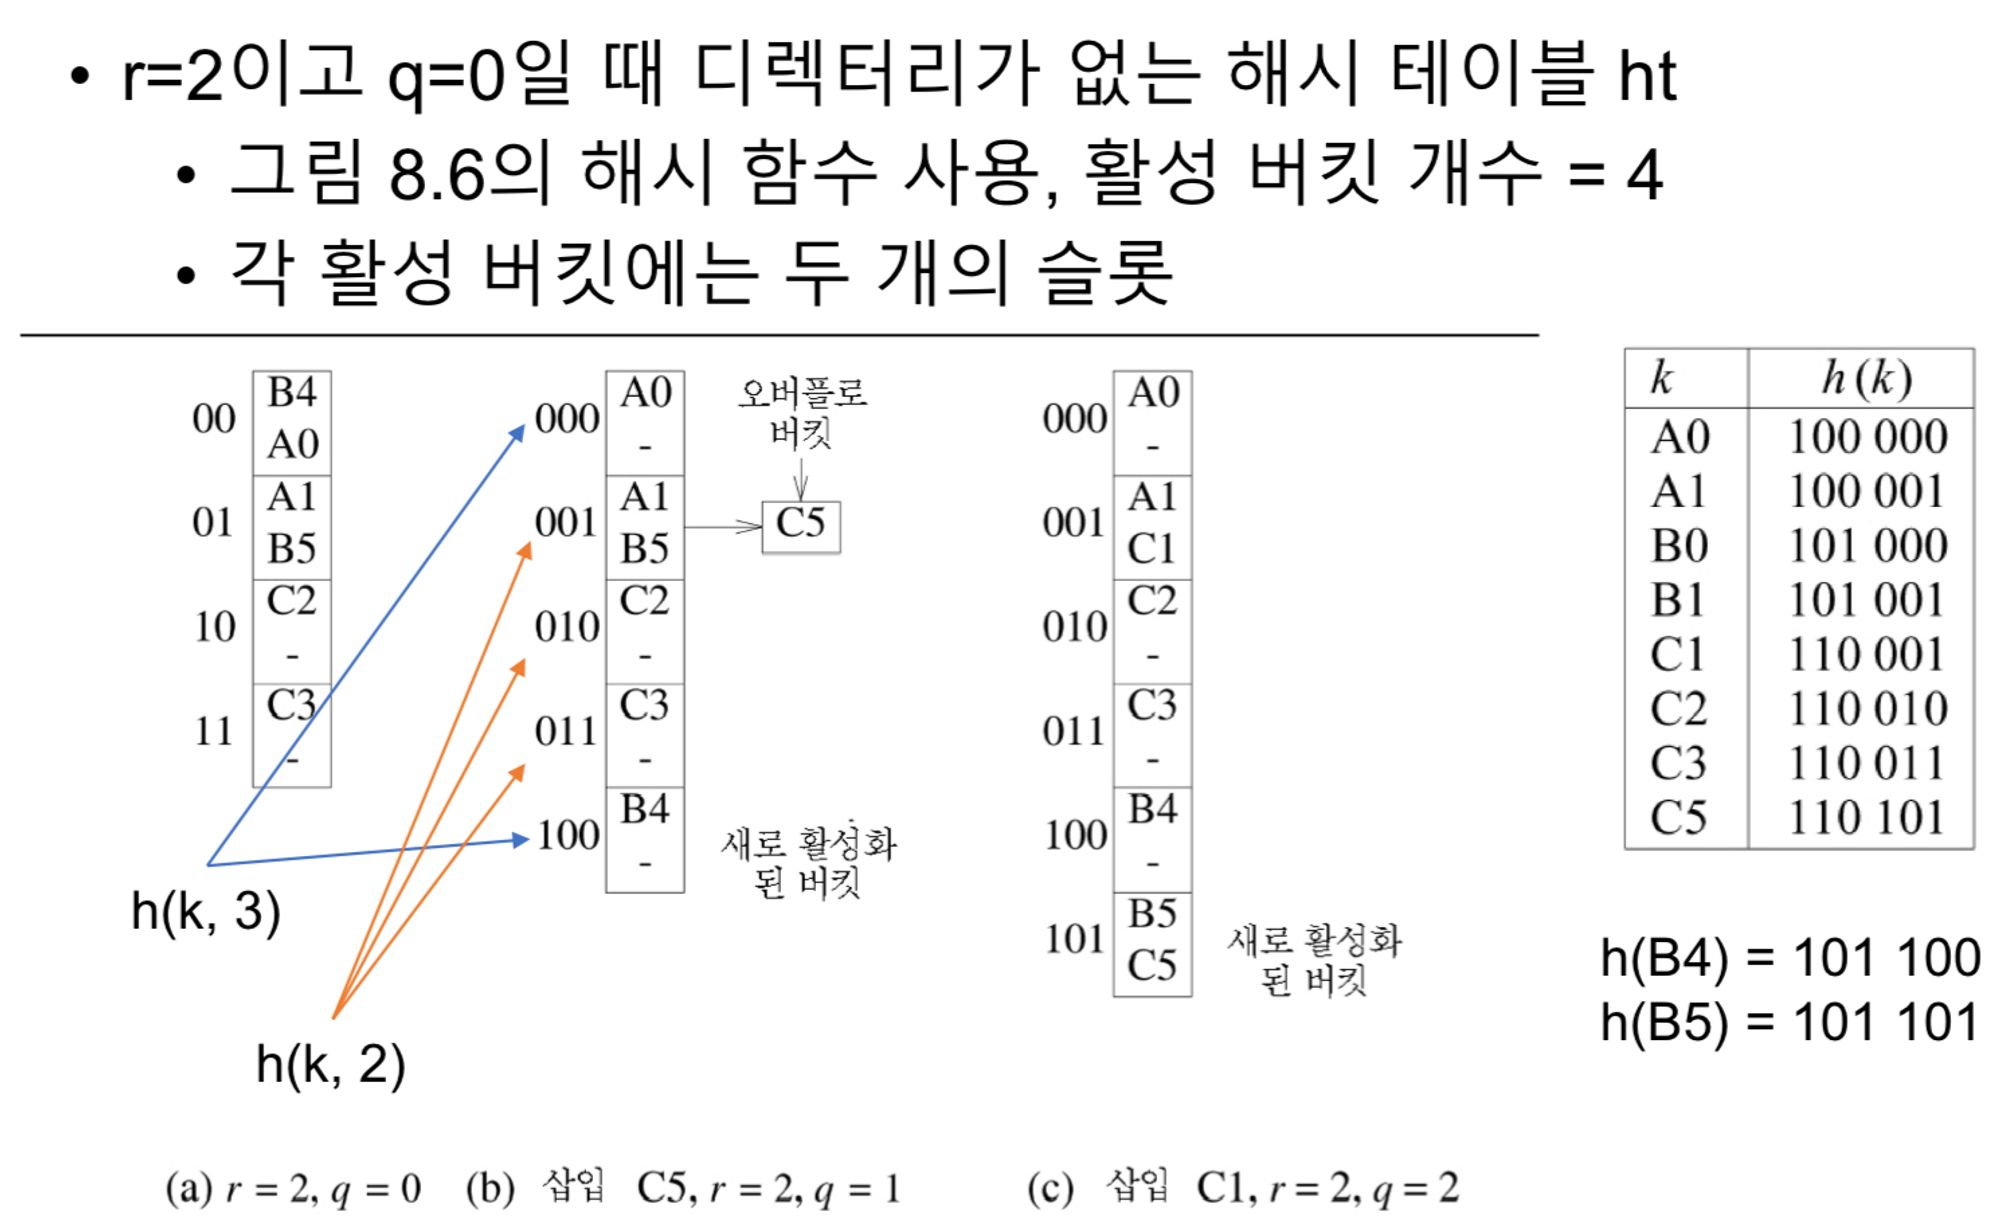 • r=2이고 q=0일 때 디렉터리가 없는 해시 테이블 ht
• 그림 8.6의 해시 함수 사용, 활성 버킷 개수 = 4
• 각 활성 버킷에는 두 개의 슬롯
00
B4
A0
01
A1
B5
10
C2
-
11
C3
-
h(k, 3)
h(k, 2)
000
A0
-
001
A1
B5
010
C2
-
011
C3
-
100
B4
-
오버플로
버킷
C5
새로 활성화
된 버킷
000
A0
-
001
A1
C1
010
C2
-
011
C3
-
100
B4
-
101
B5
C5
새로 활성화
된 버킷
k h(k)
A0 100 000
A1 100 001
B0 101 000
B1 101 001
C1 110 001
C2 110 010
C3 110 011
C5 110 101
h(B4) = 101 100
h(B5) = 101 101
(a) r = 2, q = 0 (b) 삽입 C5, r = 2, q = 1 (c) 삽입 C1, r = 2, q = 2